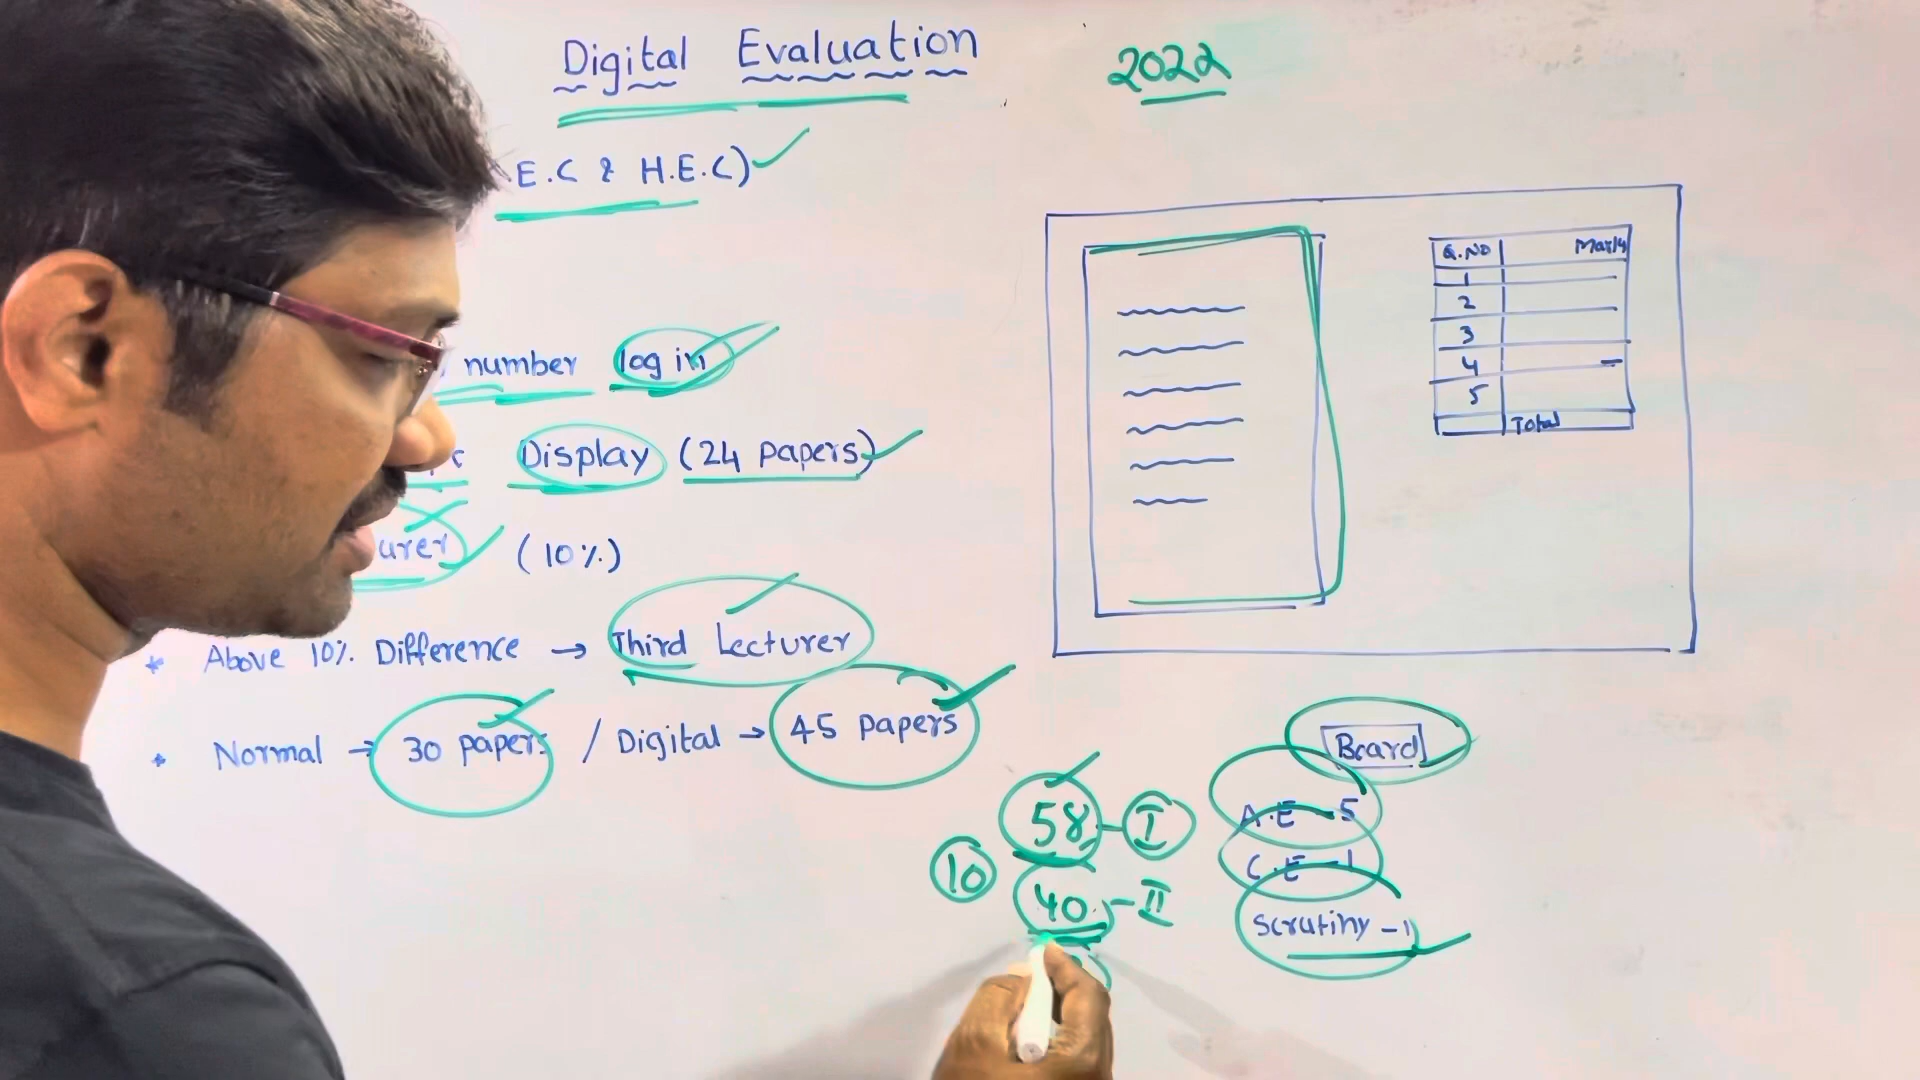 Digital Evaluation
2022
E.C & H.E.C)
number log in
Display (24 Papers)
urer (10%)
* Above 10% Difference → Third Lecturer
* Normal → 30 papers / Digital → 45 papers
Q.NO Marks
1
2
3
4
5
Total
Board
A.E - 5
C.E - 1
Scrutiny - 1
58 - I
10
40 - II